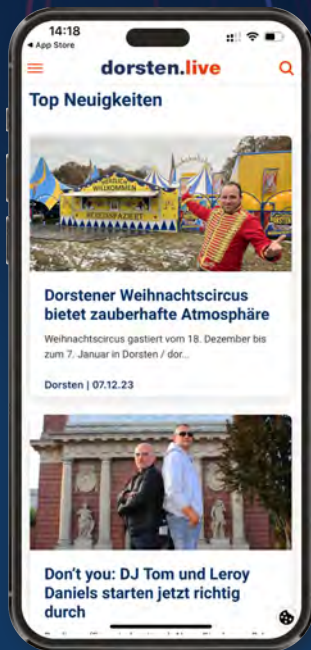 14:18
App Store
dorsten.live
Top Neuigkeiten
HERZLICH
WILLKOMMEN
HEREINSPAZIERT
Dorstener Weihnachtscircus
bietet zauberhafte Atmosphäre
Weihnachtscircus gastiert vom 18. Dezember bis
zum 7. Januar in Dorsten / dor...
Dorsten | 07.12.23
Don't you: DJ Tom und Leroy
Daniels starten jetzt richtig
durch